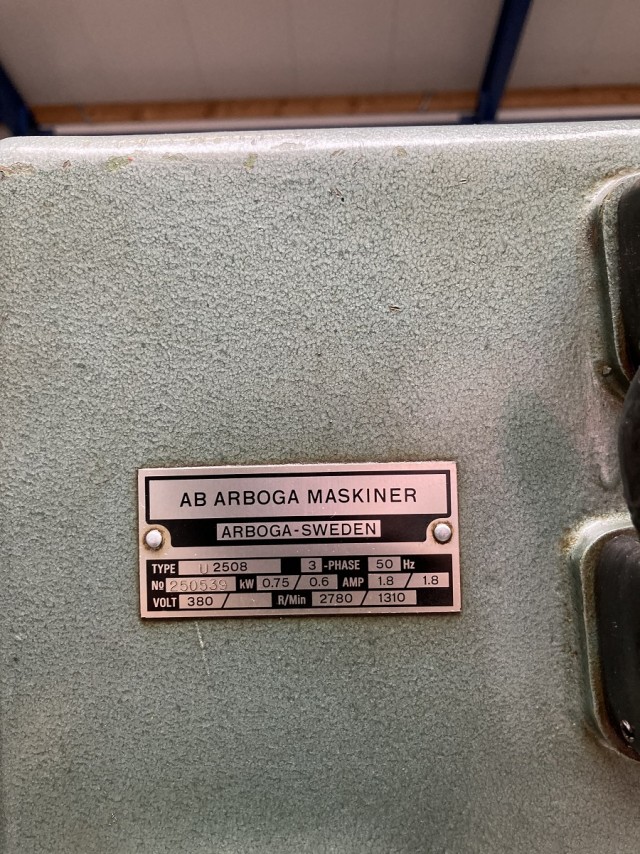 AB ARBOGA MASKINER
ARBOGA-SWEDEN
TYPE U 2508 3 -PHASE 50 Hz
No 250539 kW 0.75 / 0.6 AMP 1.8 / 1.8
VOLT 380 / R/Min 2780 / 1310